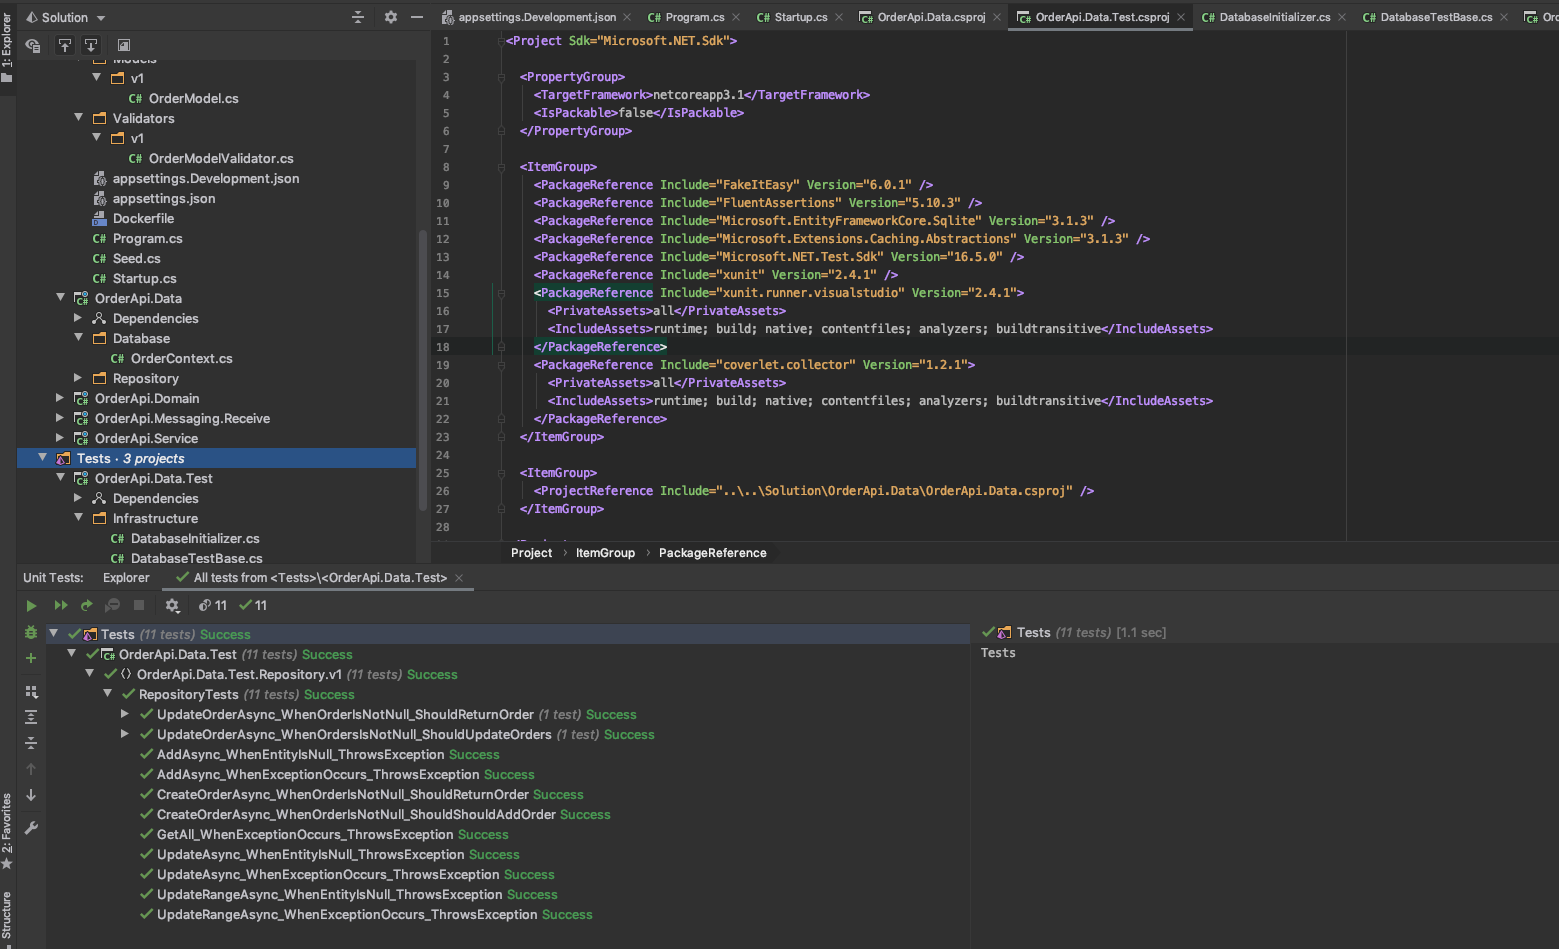 1: Explorer
Solution
appsettings.Development.json
Program.cs
Startup.cs
OrderApi.Data.csproj
OrderApi.Data.Test.csproj
DatabaseInitializer.cs
DatabaseTestBase.cs
Models
v1
C# OrderModel.cs
Validators
v1
C# OrderModelValidator.cs
appsettings.Development.json
appsettings.json
Dockerfile
C# Program.cs
C# Seed.cs
C# Startup.cs
OrderApi.Data
Dependencies
Database
C# OrderContext.cs
Repository
OrderApi.Domain
OrderApi.Messaging.Receive
OrderApi.Service
Tests · 3 projects
OrderApi.Data.Test
Dependencies
Infrastructure
C# DatabaseInitializer.cs
C# DatabaseTestBase.cs
1 <Project Sdk="Microsoft.NET.Sdk">
2
3 <PropertyGroup>
4 <TargetFramework>netcoreapp3.1</TargetFramework>
5 <IsPackable>false</IsPackable>
6 </PropertyGroup>
7
8 <ItemGroup>
9 <PackageReference Include="FakeItEasy" Version="6.0.1" />
10 <PackageReference Include="FluentAssertions" Version="5.10.3" />
11 <PackageReference Include="Microsoft.EntityFrameworkCore.Sqlite" Version="3.1.3" />
12 <PackageReference Include="Microsoft.Extensions.Caching.Abstractions" Version="3.1.3" />
13 <PackageReference Include="Microsoft.NET.Test.Sdk" Version="16.5.0" />
14 <PackageReference Include="xunit" Version="2.4.1" />
15 <PackageReference Include="xunit.runner.visualstudio" Version="2.4.1">
16 <PrivateAssets>all</PrivateAssets>
17 <IncludeAssets>runtime; build; native; contentfiles; analyzers; buildtransitive</IncludeAssets>
18 </PackageReference>
19 <PackageReference Include="coverlet.collector" Version="1.2.1">
20 <PrivateAssets>all</PrivateAssets>
21 <IncludeAssets>runtime; build; native; contentfiles; analyzers; buildtransitive</IncludeAssets>
22 </PackageReference>
23 </ItemGroup>
24
25 <ItemGroup>
26 <ProjectReference Include="..\..\Solution\OrderApi.Data\OrderApi.Data.csproj" />
27 </ItemGroup>
28
Project › ItemGroup › PackageReference
Unit Tests: Explorer All tests from <Tests>\<OrderApi.Data.Test>
11 11
Tests (11 tests) Success
OrderApi.Data.Test (11 tests) Success
OrderApi.Data.Test.Repository.v1 (11 tests) Success
RepositoryTests (11 tests) Success
UpdateOrderAsync_WhenOrderIsNotNull_ShouldReturnOrder (1 test) Success
UpdateOrderAsync_WhenOrdersIsNotNull_ShouldUpdateOrders (1 test) Success
AddAsync_WhenEntityIsNull_ThrowsException Success
AddAsync_WhenExceptionOccurs_ThrowsException Success
CreateOrderAsync_WhenOrderIsNotNull_ShouldReturnOrder Success
CreateOrderAsync_WhenOrderIsNotNull_ShouldShouldAddOrder Success
GetAll_WhenExceptionOccurs_ThrowsException Success
UpdateAsync_WhenEntityIsNull_ThrowsException Success
UpdateAsync_WhenExceptionOccurs_ThrowsException Success
UpdateRangeAsync_WhenEntityIsNull_ThrowsException Success
UpdateRangeAsync_WhenExceptionOccurs_ThrowsException Success
Tests (11 tests) [1.1 sec]
Tests
2: Favorites
Structure